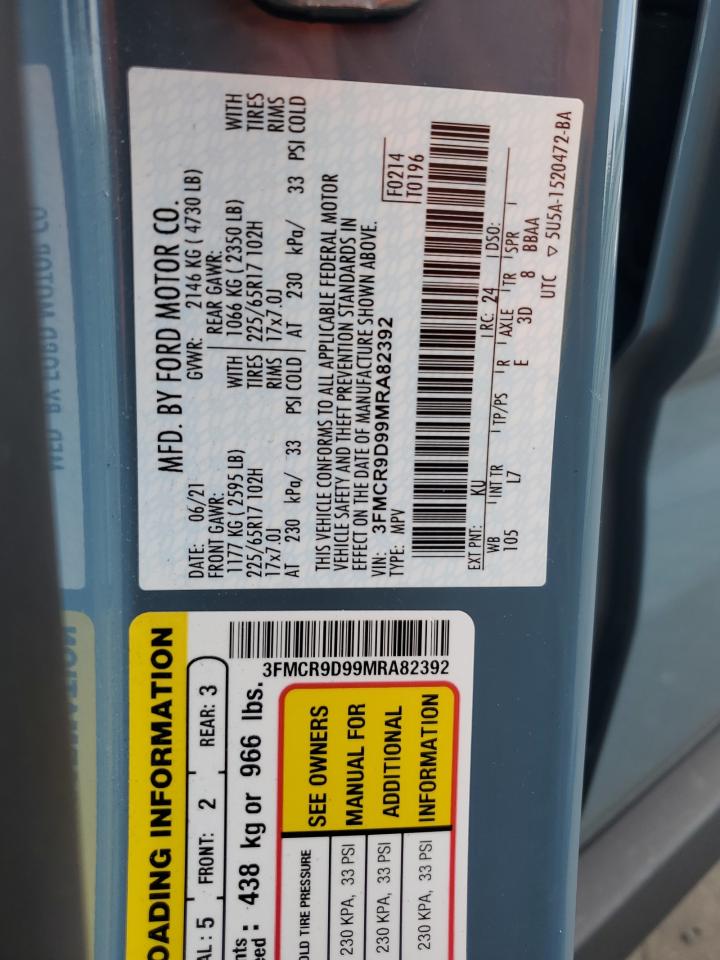 MFD. BY FORD MOTOR CO.
DATE: 06/21 GVWR: 2146 KG ( 4730 LB)
FRONT GAWR: REAR GAWR:
1177 KG ( 2595 LB) WITH 1066 KG ( 2350 LB) WITH
225/65R17 102H TIRES 225/65R17 102H TIRES
17x7.0J RIMS 17x7.0J RIMS
AT 230 kPa/ 33 PSI COLD AT 230 kPa/ 33 PSI COLD
THIS VEHICLE CONFORMS TO ALL APPLICABLE FEDERAL MOTOR
VEHICLE SAFETY AND THEFT PREVENTION STANDARDS IN
EFFECT ON THE DATE OF MANUFACTURE SHOWN ABOVE.
VIN: 3FMCR9D99MRA82392
TYPE: MPV
F0214
T0196
EXT PNT: KU RC: 24 DSO:
WB INT TR TP/PS R AXLE TR SPR
105 L7 E 3D 8 BBAA
UTC ▽ 5U5A-1520472-BA
OADING INFORMATION
AL : 5 FRONT: 2 REAR: 3
nts :
eed : 438 kg or 966 lbs.
3FMCR9D99MRA82392
OLD TIRE PRESSURE
230 KPA, 33 PSI
230 KPA, 33 PSI
230 KPA, 33 PSI
SEE OWNERS
MANUAL FOR
ADDITIONAL
INFORMATION